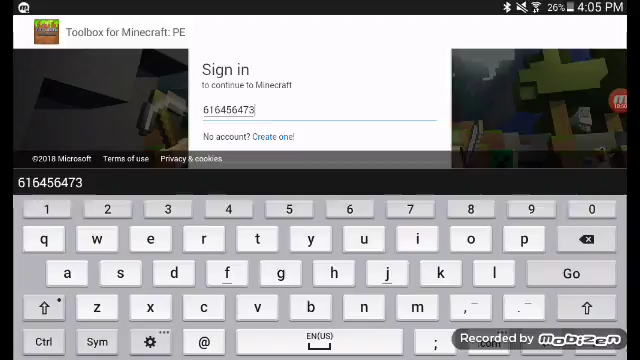 26% 4:05 PM
Toolbox for Minecraft: PE
Sign in
to continue to Minecraft
616456473
No account? Create one!
©2018 Microsoft Terms of use Privacy & cookies
616456473
1 2 3 4 5 6 7 8 9 0
q w e r t y u i o p
a s d f g h j k l Go
z x c v b n m , .
Ctrl Sym @ EN(US) ; .com
Recorded by MOBIZEN